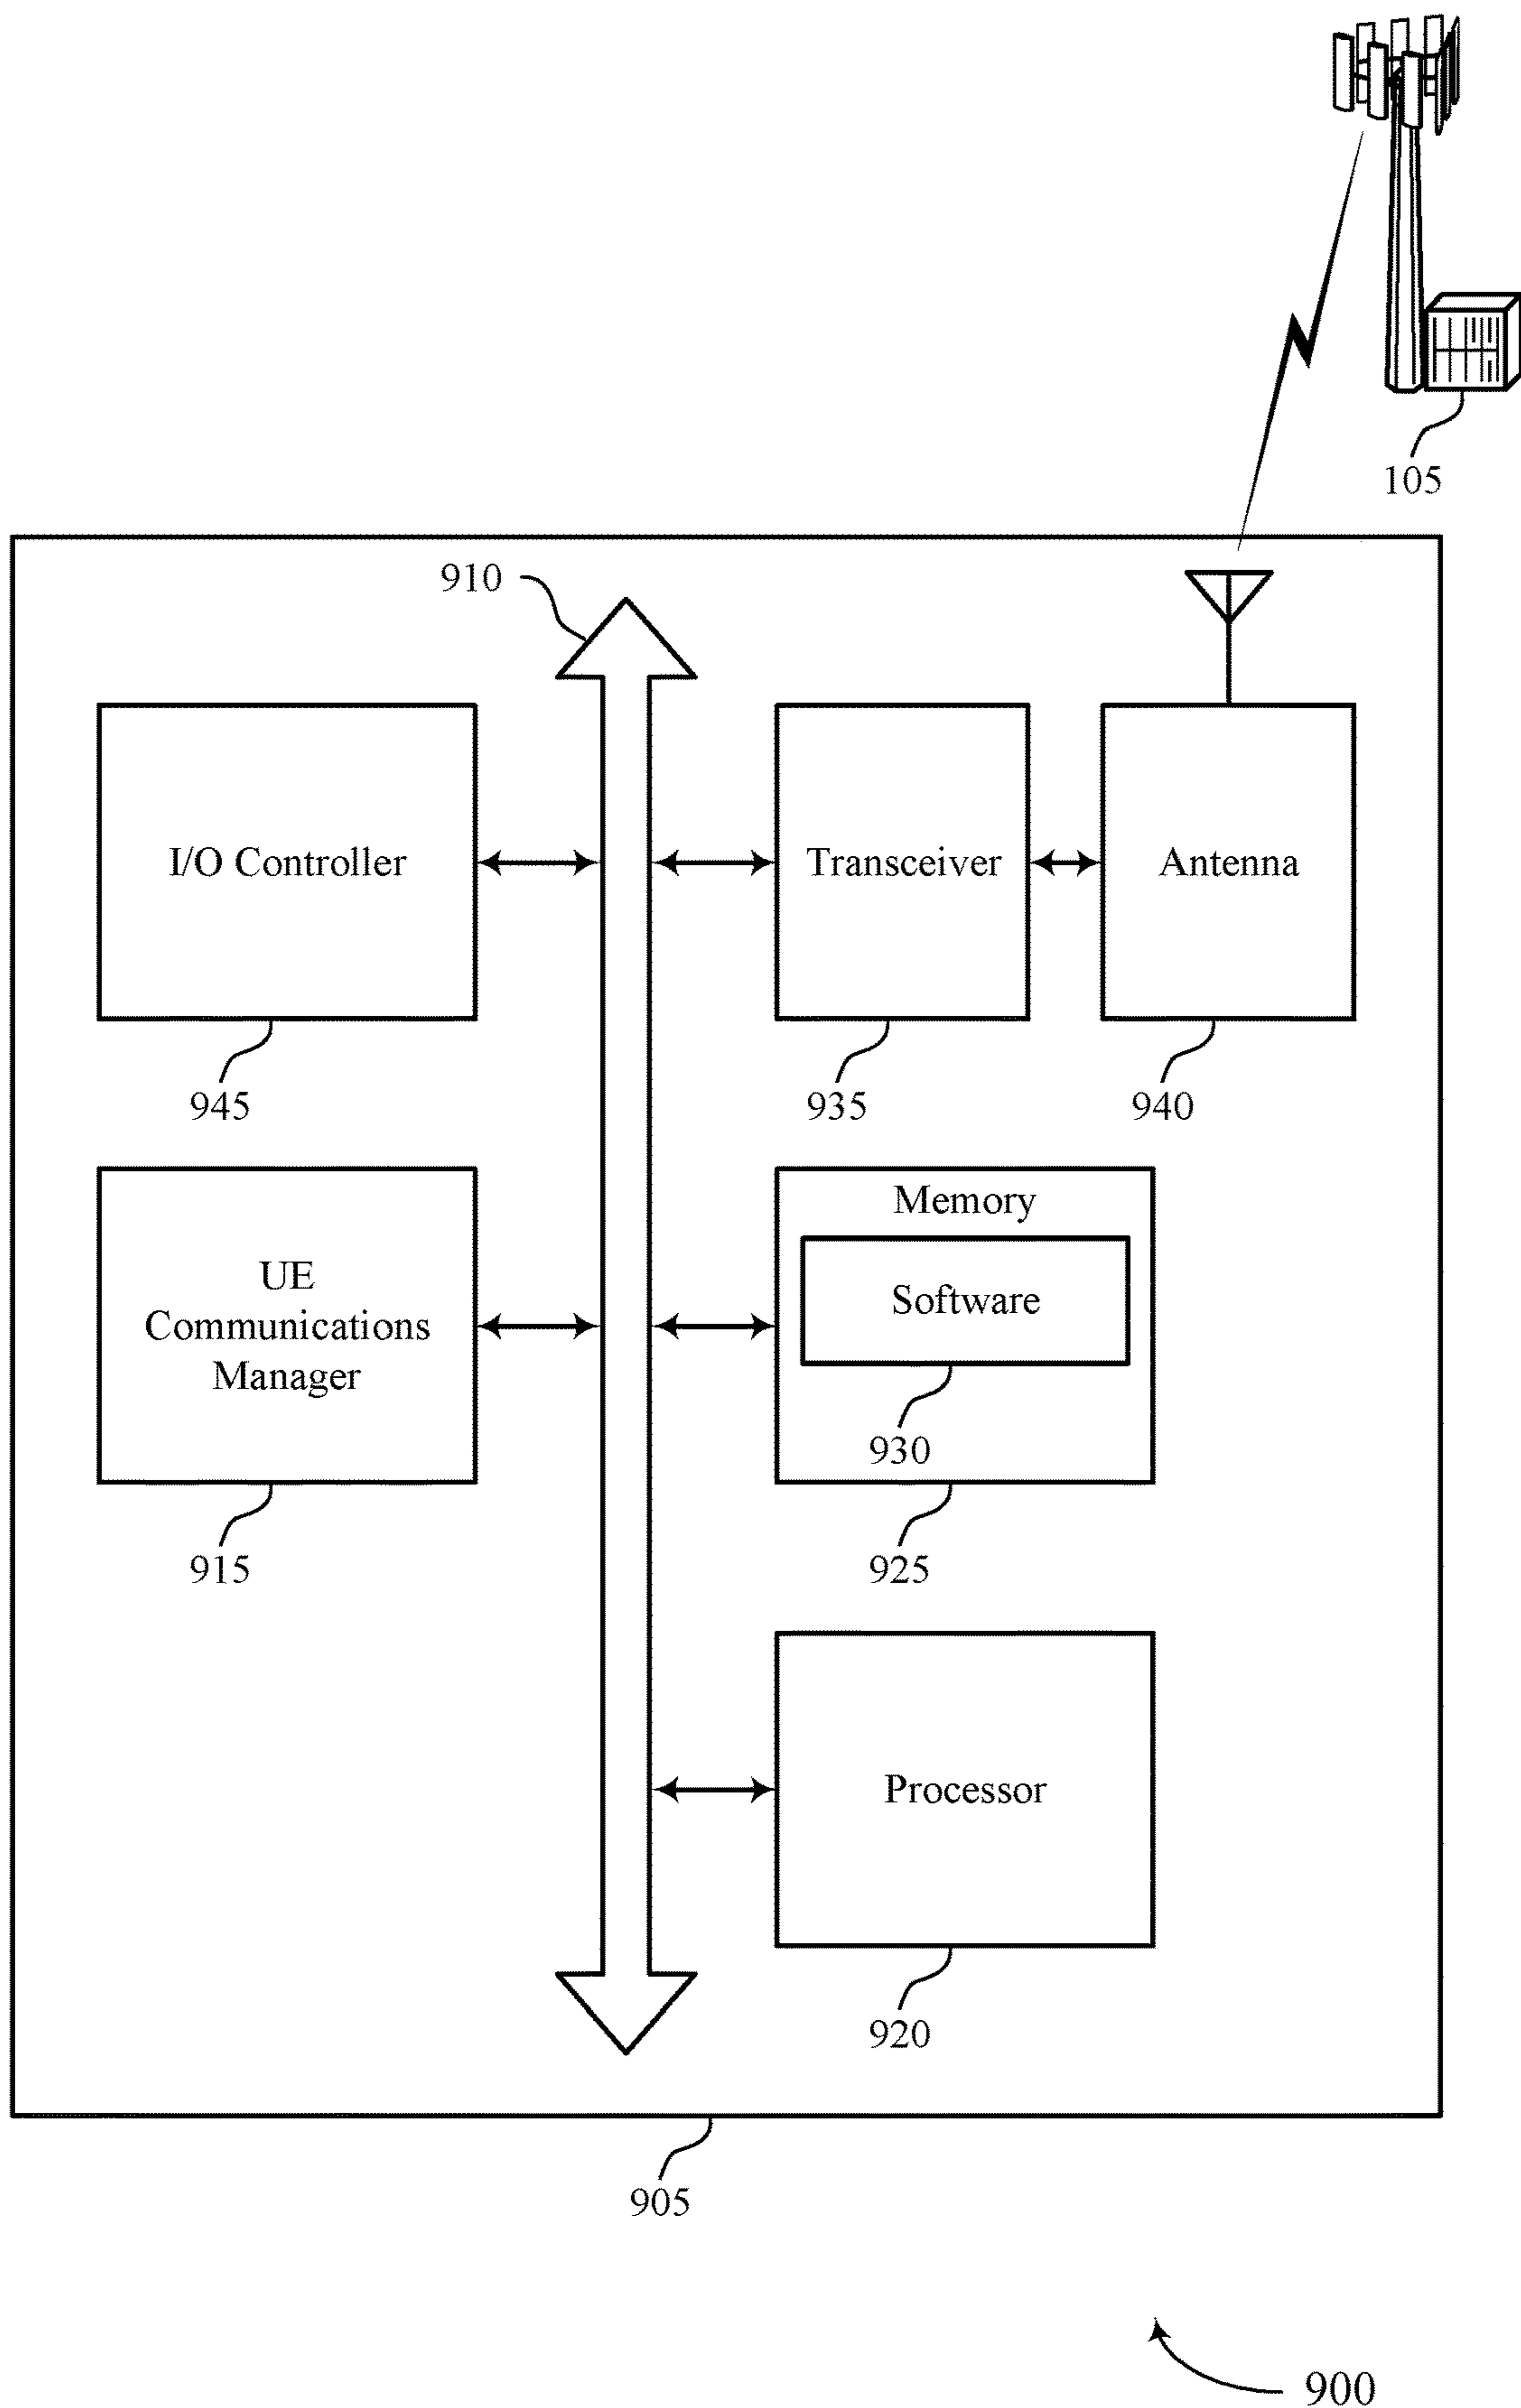 105
910
I/O Controller
Transceiver
Antenna
945
935
940
UE
Communications
Manager
Memory
Software
930
915
925
Processor
920
905
900